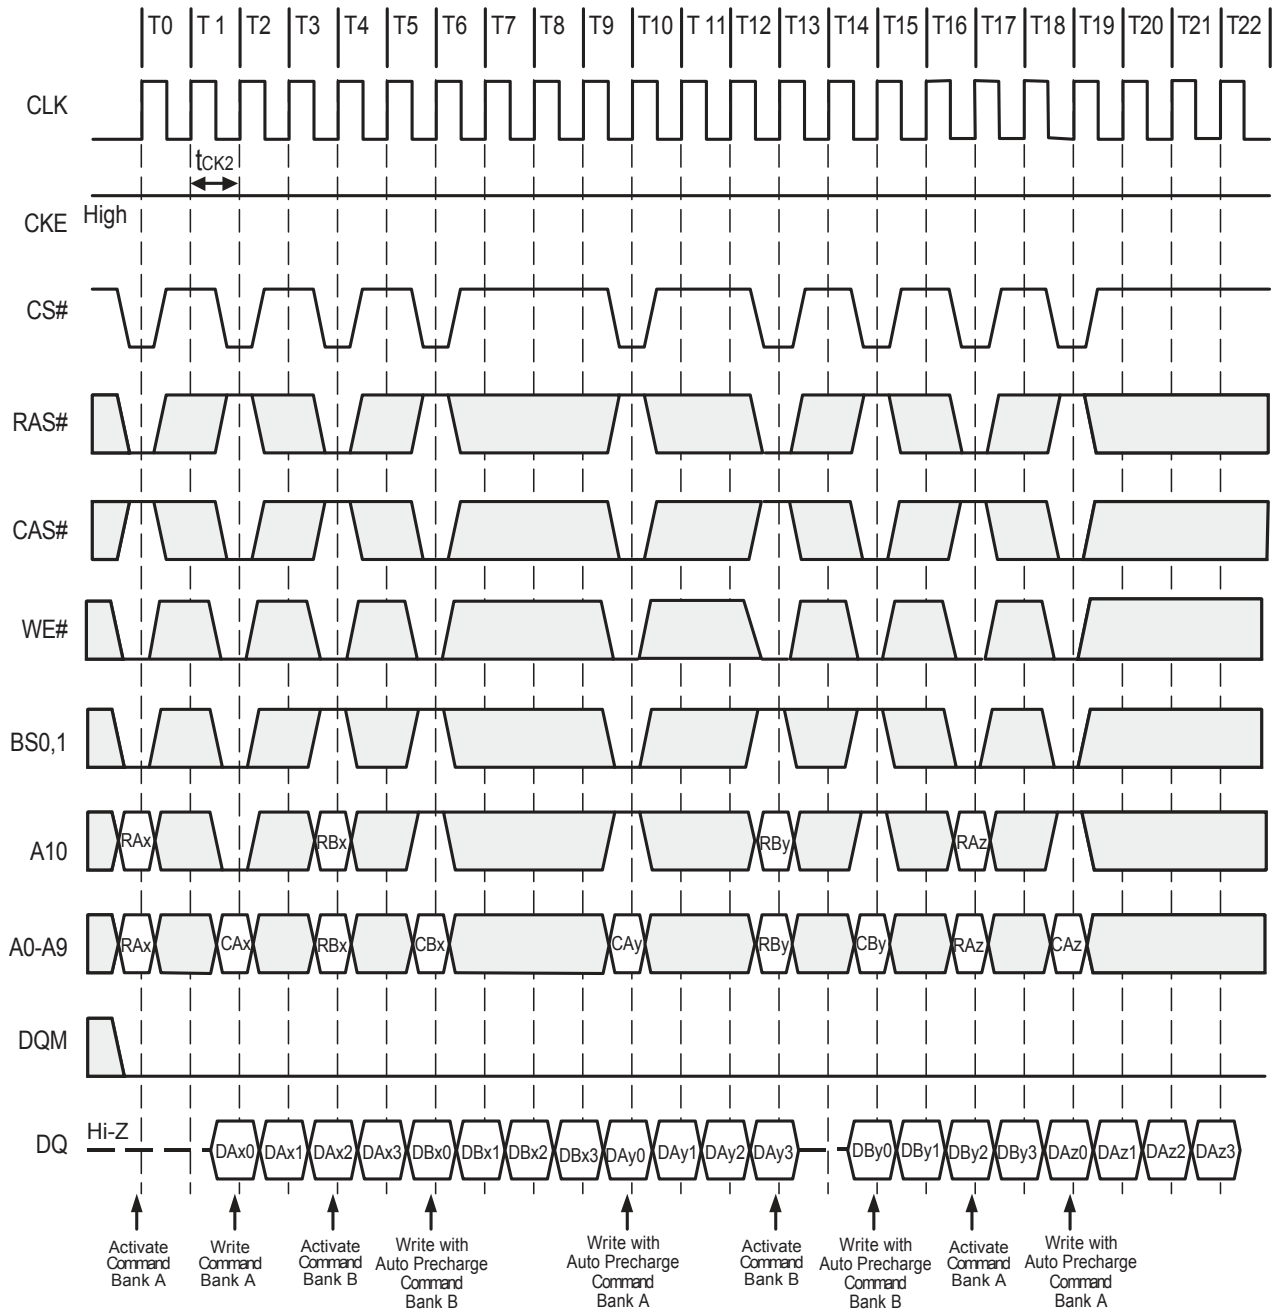 T0 T 1 T2 T3 T4 T5 T6 T7 T8 T9 T10 T 11 T12 T13 T14 T15 T16 T17 T18 T19 T20 T21 T22
CLK
tCK2
CKE High
CS#
RAS#
CAS#
WE#
BS0,1
A10 RAx RBx RBy RAz
A0-A9 RAx CAx RBx CBx CAy RBy CBy RAz CAz
DQM
DQ Hi-Z DAx0 DAx1 DAx2 DAx3 DBx0 DBx1 DBx2 DBx3 DAy0 DAy1 DAy2 DAy3 DBy0 DBy1 DBy2 DBy3 DAz0 DAz1 DAz2 DAz3
Activate
Command
Bank A
Write
Command
Bank A
Activate
Command
Bank B
Write with
Auto Precharge
Command
Bank B
Write with
Auto Precharge
Command
Bank A
Activate
Command
Bank B
Write with
Auto Precharge
Command
Bank B
Activate
Command
Bank A
Write with
Auto Precharge
Command
Bank A